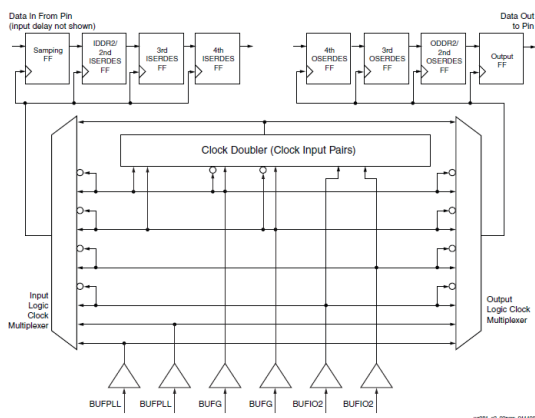 Data In From Pin
(input delay not shown)
Data Out
to Pin
Samping
FF
IDDR2/
2nd
ISERDES
FF
3rd
ISERDES
FF
4th
ISERDES
FF
4th
OSERDES
FF
3rd
OSERDES
FF
ODDR2/
2nd
OSERDES
FF
Output
FF
Clock Doubler (Clock Input Pairs)
Input
Logic
Clock
Multiplexer
Output
Logic Clock
Multiplexer
BUFPLL
BUFPLL
BUFG
BUFG
BUFIO2
BUFIO2